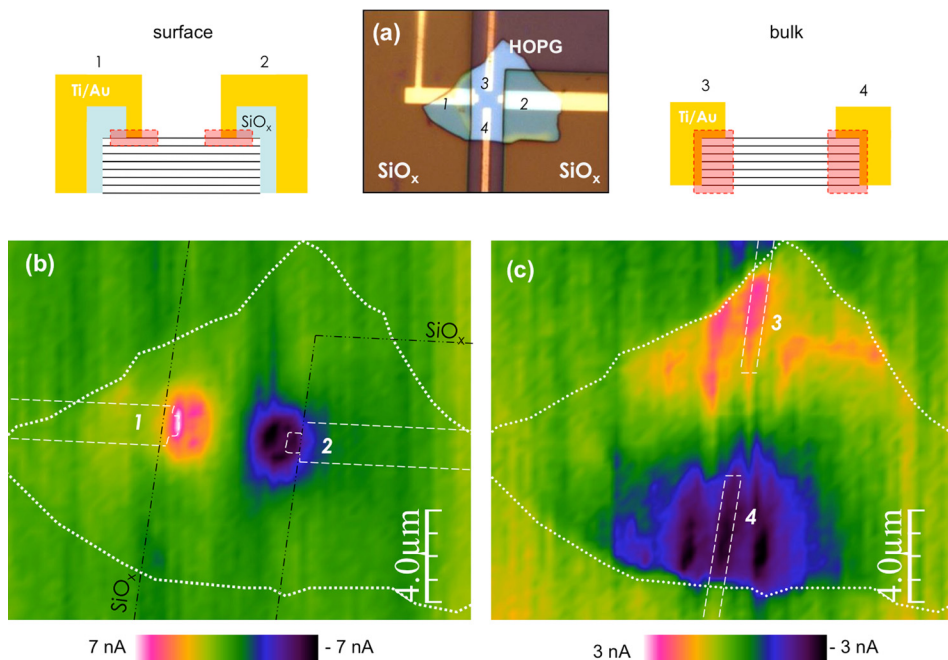 surface
1
2
Ti/Au
SiOx
(a)
HOPG
3
1
2
4
SiOx
SiOx
bulk
3
4
Ti/Au
(b)
SiOx
1
2
SiOx
4.0µm
(c)
3
4
4.0µm
7 nA
- 7 nA
3 nA
- 3 nA